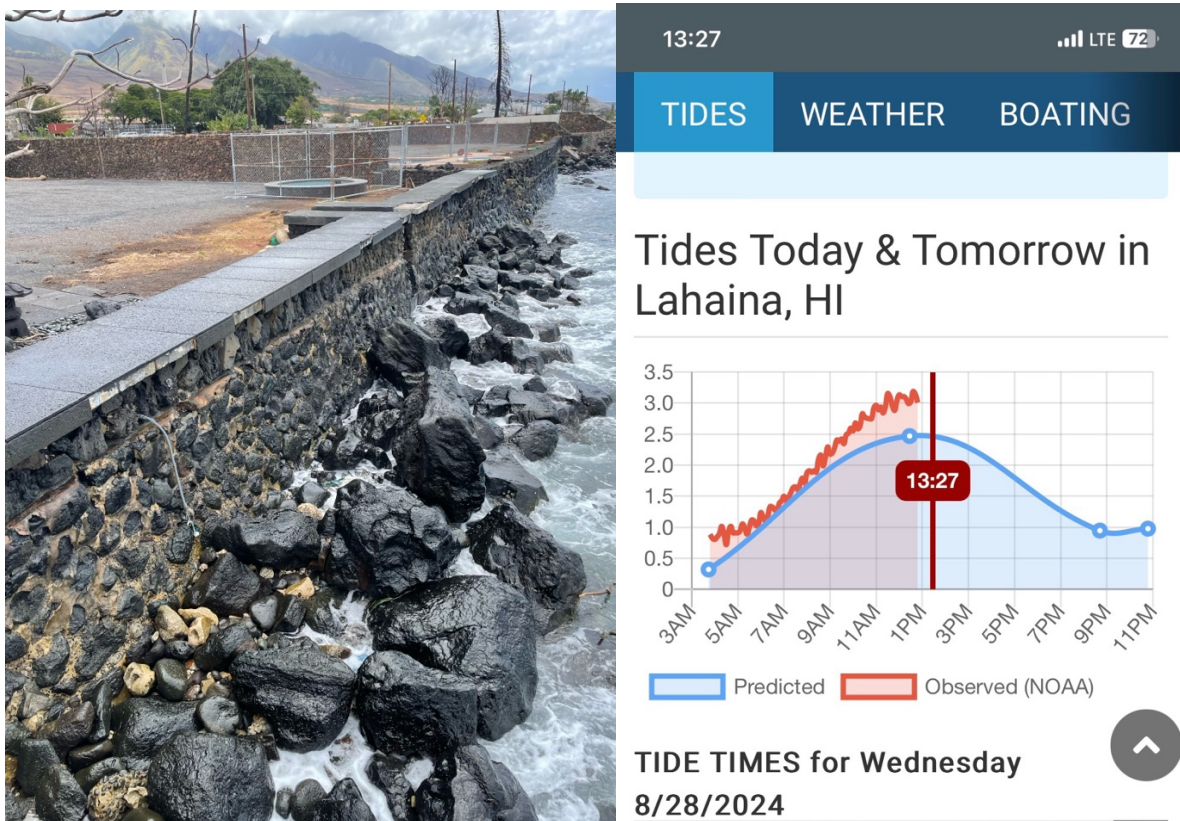 13:27
LTE 72
TIDES WEATHER BOATING
Tides Today & Tomorrow in
Lahaina, HI
3.5
3.0
2.5
2.0
1.5
1.0
0.5
0
13:27
3AM 5AM 7AM 9AM 11AM 1PM 3PM 5PM 7PM 9PM 11PM
Predicted Observed (NOAA)
TIDE TIMES for Wednesday
8/28/2024